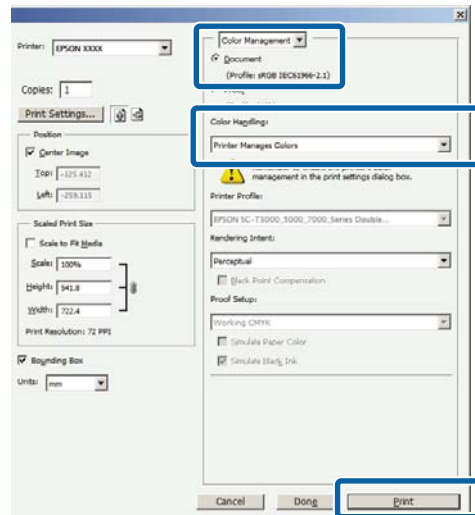 Printer: EPSON XXXX
Copies: 1
Print Settings...
Position
Center Image
Top: -125.412
Left: -259.115
Scaled Print Size
Scale to Fit Media
Scale: 100%
Height: 541.8
Width: 722.4
Print Resolution: 72 PPI
Bounding Box
Units: mm
Color Management
Document
(Profile: sRGB IEC61966-2.1)
Color Handling:
Printer Manages Colors
management in the print settings dialog box.
Printer Profile:
EPSON SC-T3000_5000_7000_Series Double...
Rendering Intent:
Perceptual
Black Point Compensation
Proof Setup:
Working CMYK
Simulate Paper Color
Simulate Black Ink
Cancel
Done
Print